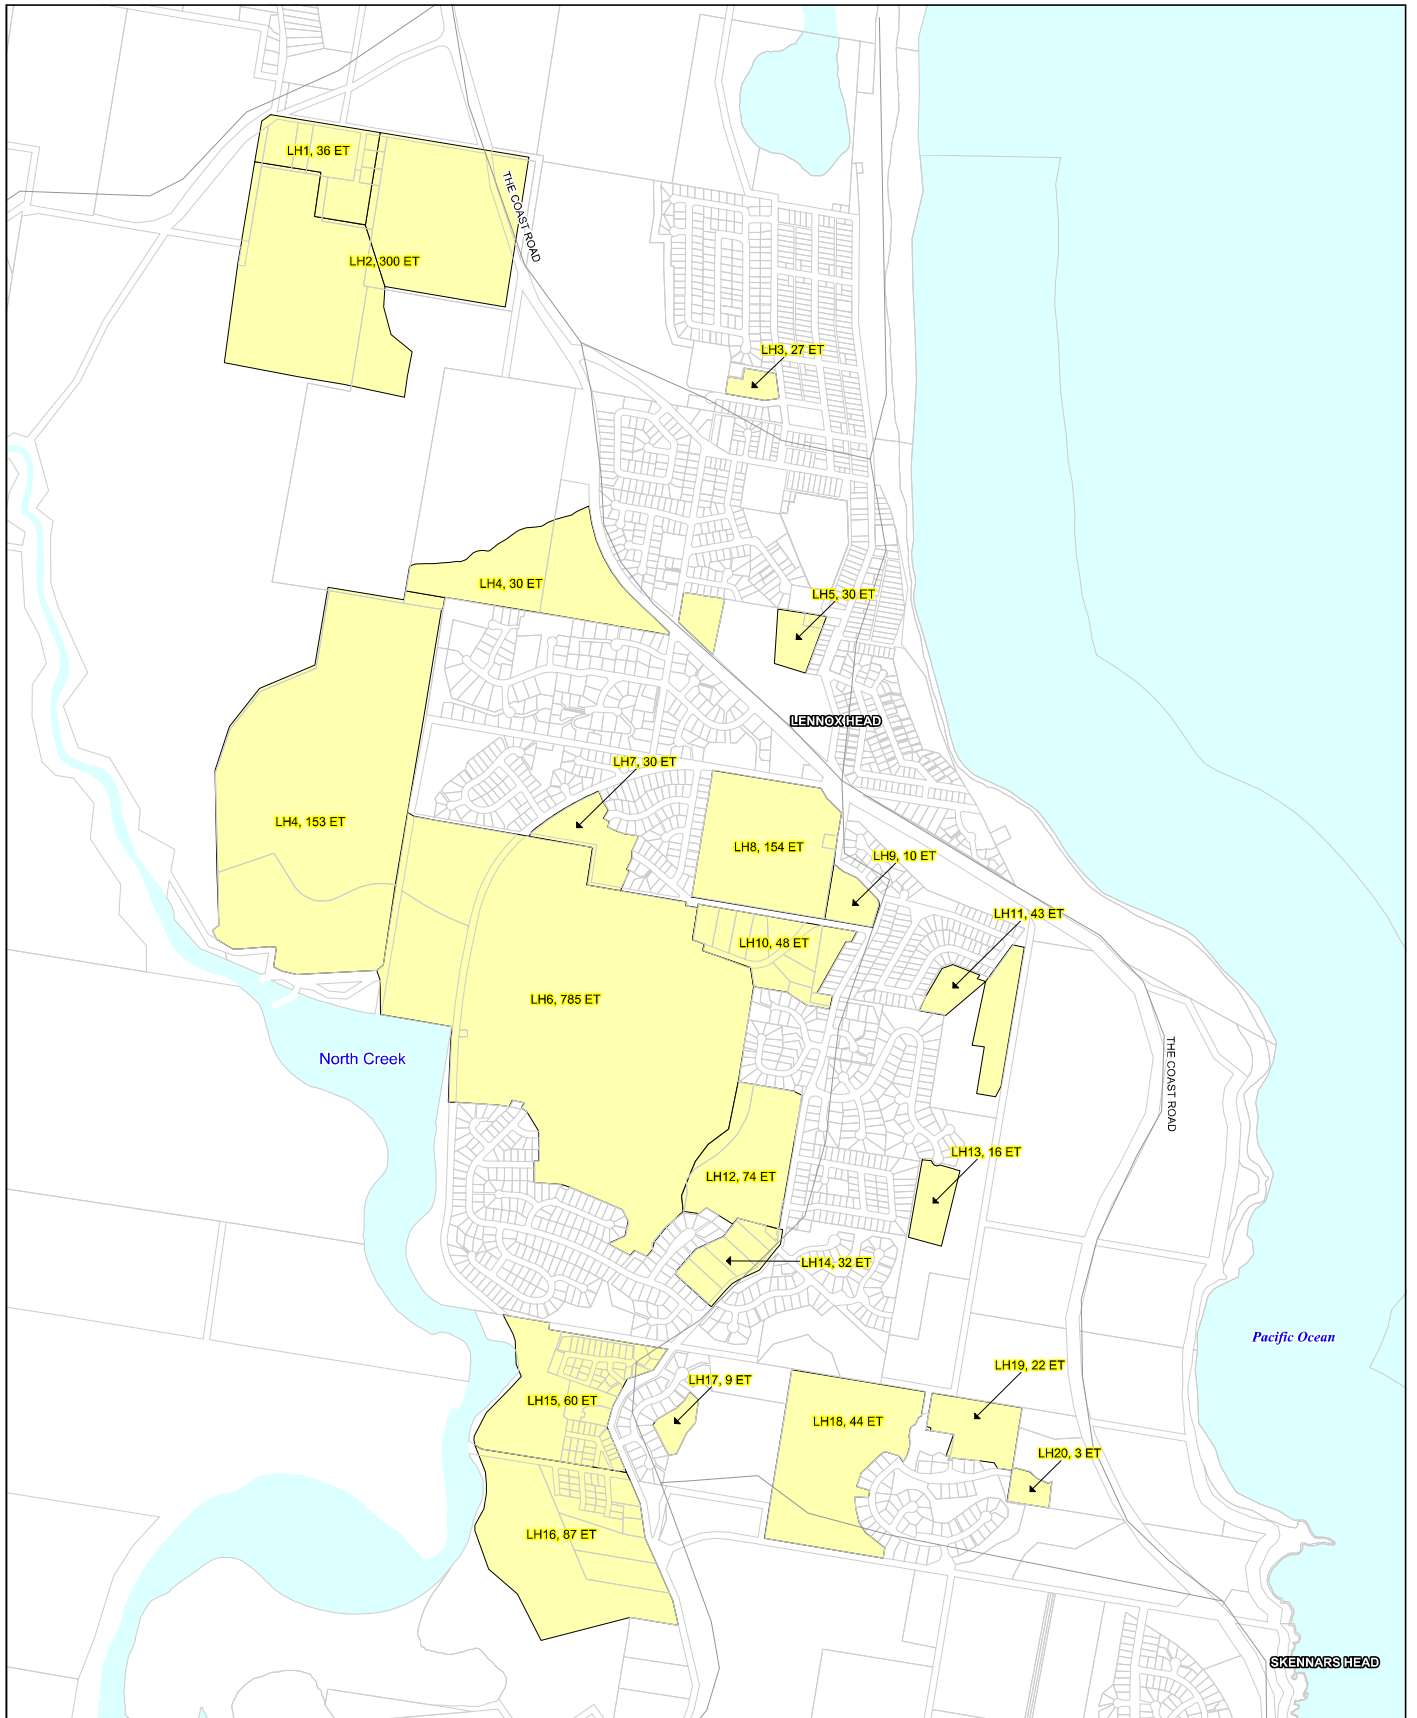 LH1, 36 ET
THE COAST ROAD
LH2, 300 ET
LH3, 27 ET
LH4, 30 ET
LH5, 30 ET
LENNOX HEAD
LH7, 30 ET
LH4, 153 ET
LH8, 154 ET
LH9, 10 ET
LH11, 43 ET
LH10, 48 ET
LH6, 785 ET
North Creek
THE COAST ROAD
LH13, 16 ET
LH12, 74 ET
LH14, 32 ET
Pacific Ocean
LH19, 22 ET
LH17, 9 ET
LH15, 60 ET
LH18, 44 ET
LH20, 3 ET
LH16, 87 ET
SKENNARS HEAD